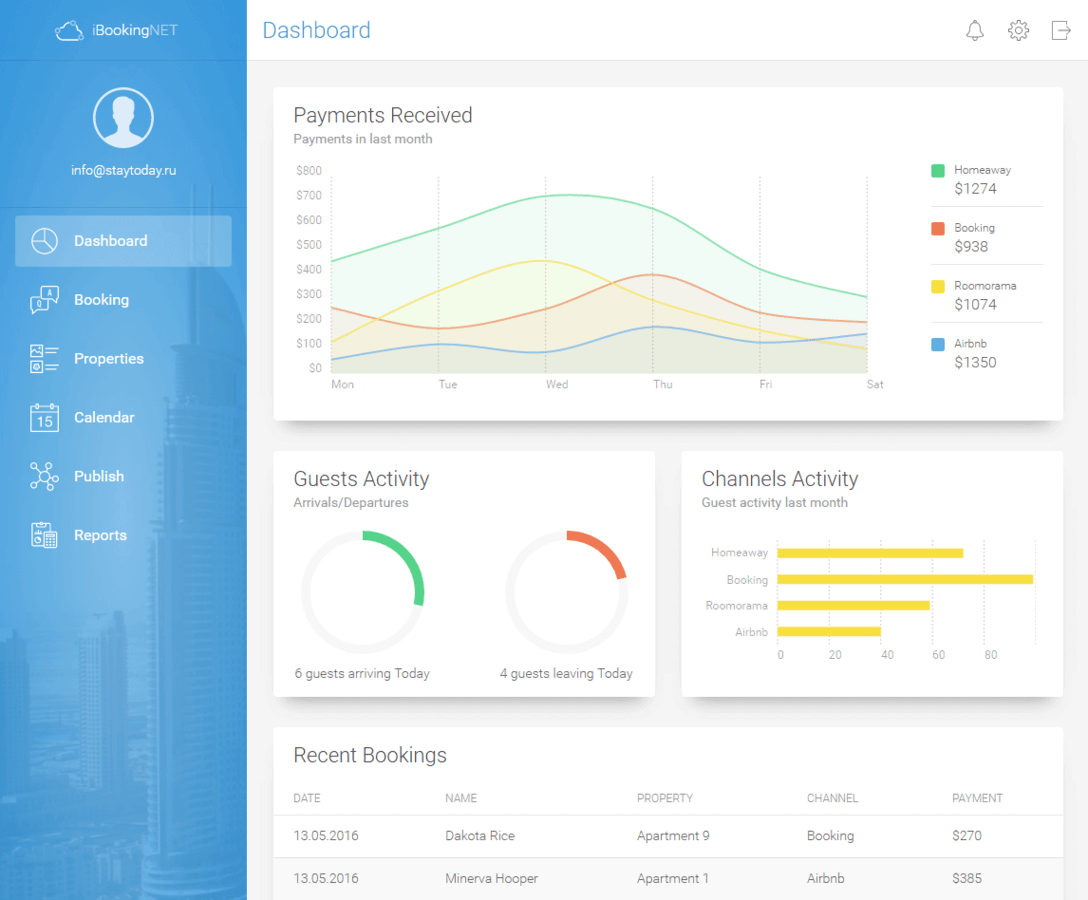 iBookingNET
Dashboard
info@staytoday.ru
Dashboard
Booking
Properties
15
Calendar
Publish
Reports
Payments Received
Payments in last month
$800
$700
$600
$500
$400
$300
$200
$100
$0
Mon Tue Wed Thu Fri Sat
Homeaway
$1274
Booking
$938
Roomorama
$1074
Airbnb
$1350
Guests Activity
Arrivals/Departures
6 guests arriving Today
4 guests leaving Today
Channels Activity
Guest activity last month
Homeaway
Booking
Roomorama
Airbnb
0 20 40 60 80
Recent Bookings
DATE NAME PROPERTY CHANNEL PAYMENT
13.05.2016 Dakota Rice Apartment 9 Booking $270
13.05.2016 Minerva Hooper Apartment 1 Airbnb $385